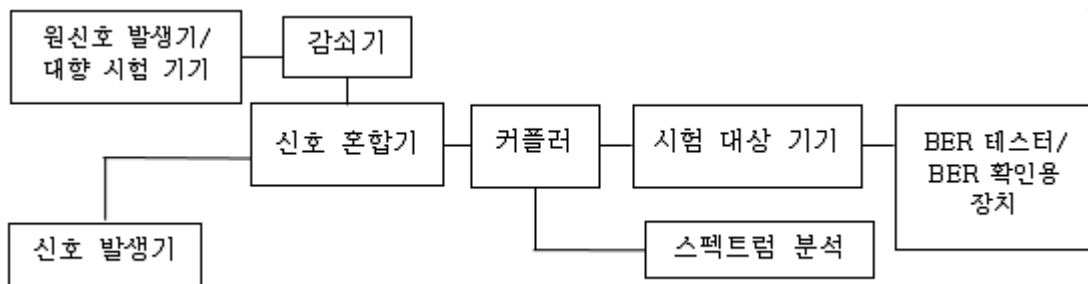 원신호 발생기/
대향 시험 기기
감쇠기
신호 혼합기
커플러
시험 대상 기기
BER 테스터/
BER 확인용
장치
신호 발생기
스펙트럼 분석